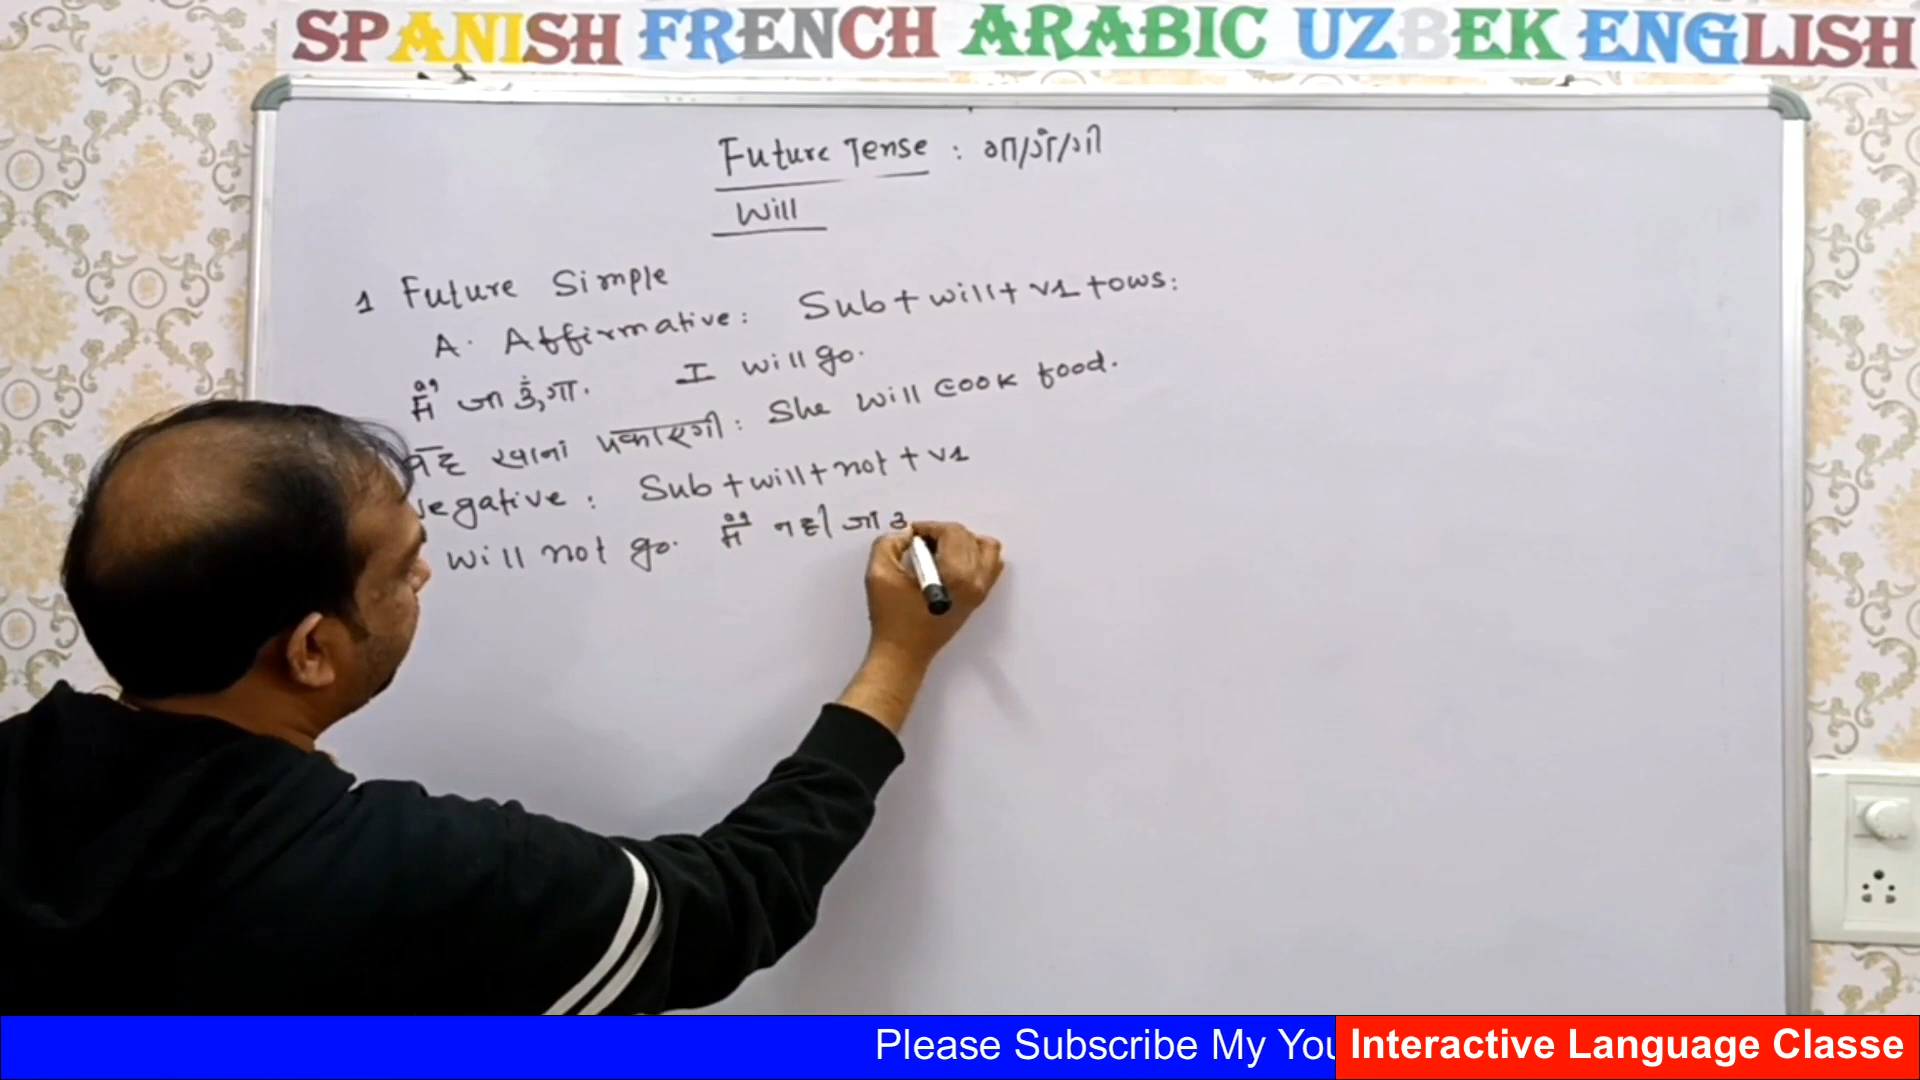 SPANISH FRENCH ARABIC UZBEK ENGLISH
Future Tense : गा/गे/गी
Will
1 Future Simple
A. Affirmative: Sub + will + v1 + ows:
मैं जाऊंगा. I will go.
वह खाना पकाएगी: She will cook food.
Negative: Sub + will + not + v1
will not go. मैं नही जाउ
Please Subscribe My You
Interactive Language Classe